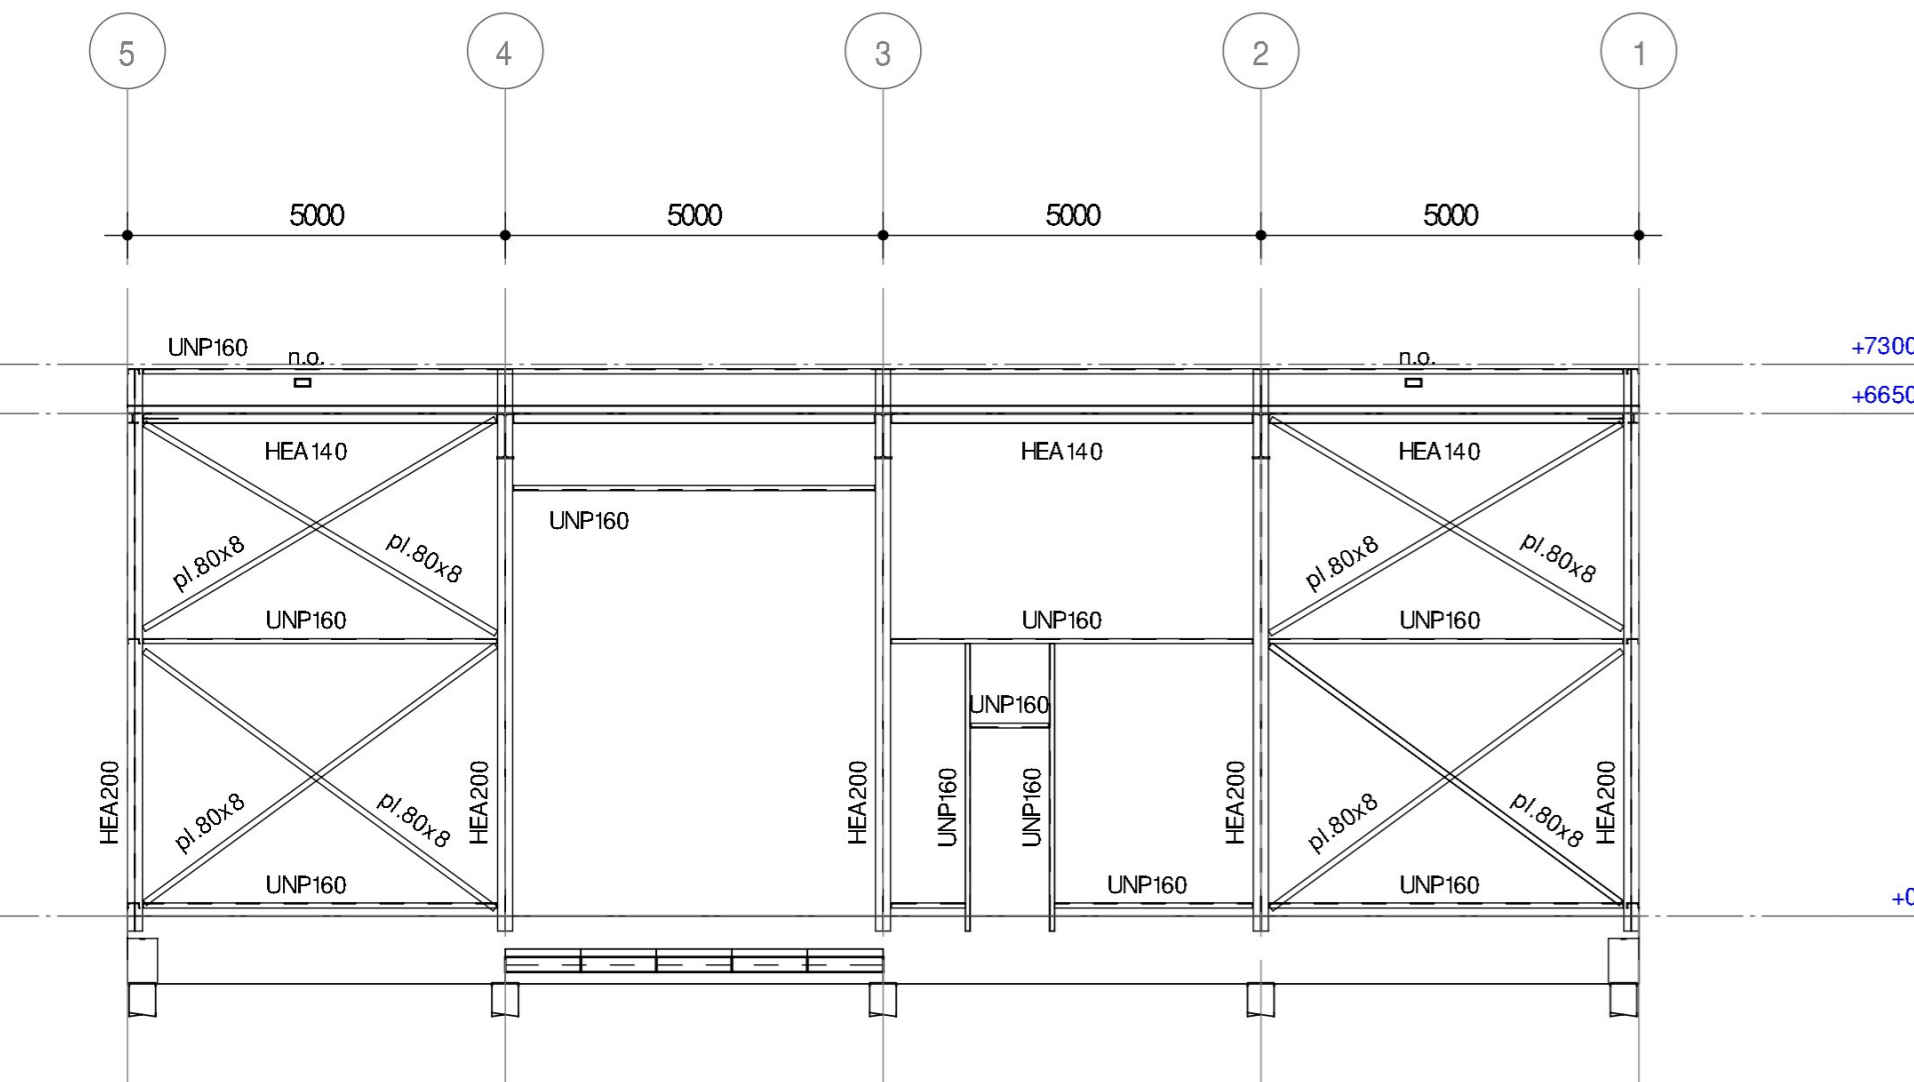 5 4 3 2 1
5000 5000 5000 5000
UNP160 n.o. n.o. +7300
+6650
HEA140 HEA140 HEA140
UNP160
pl.80x8 pl.80x8 pl.80x8 pl.80x8
UNP160 UNP160 UNP160
UNP160
HEA200 HEA200 HEA200 UNP160 UNP160 HEA200 HEA200
pl.80x8 pl.80x8 pl.80x8 pl.80x8
UNP160 UNP160 UNP160
+0